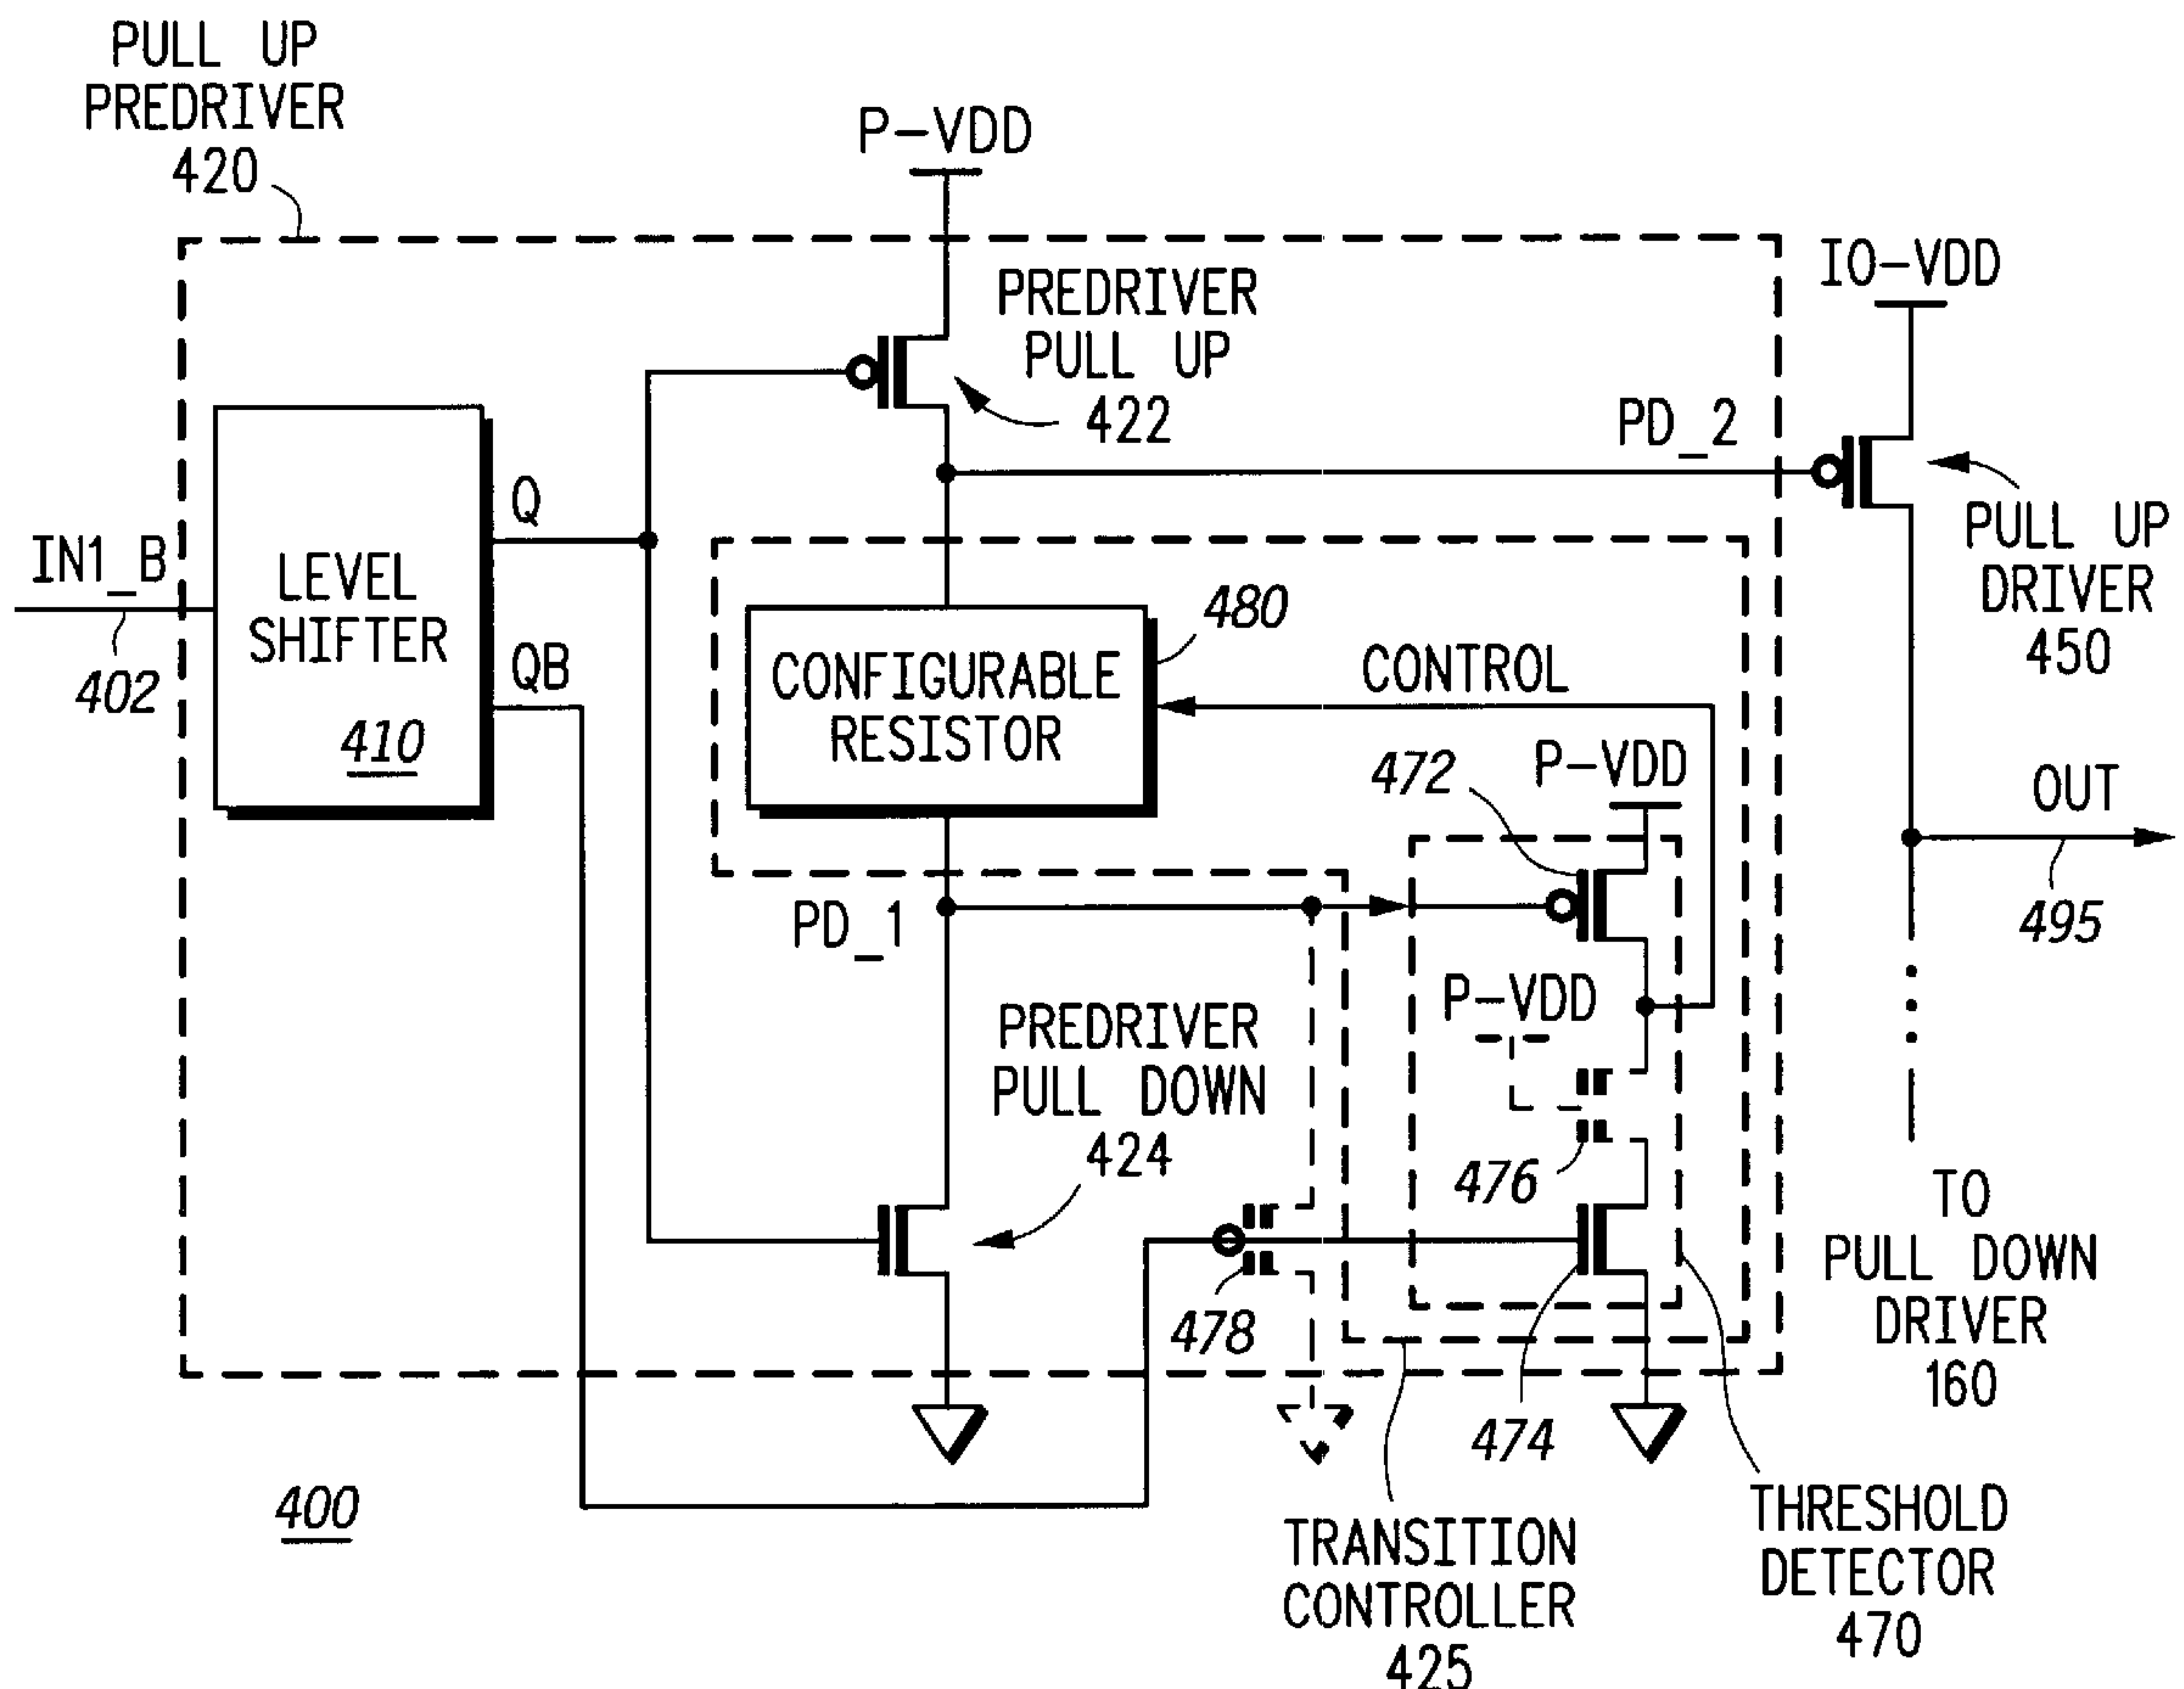 PULL UP
PREDRIVER
420
P-VDD
IO-VDD
PREDRIVER
PULL UP
422
PD_2
PULL UP
DRIVER
450
IN1_B
402
LEVEL
SHIFTER
410
Q
QB
CONFIGURABLE
RESISTOR
480
CONTROL
472
P-VDD
OUT
495
PD_1
P-VDD
PREDRIVER
PULL DOWN
424
476
478
474
TO
PULL DOWN
DRIVER
160
400
TRANSITION
CONTROLLER
425
THRESHOLD
DETECTOR
470